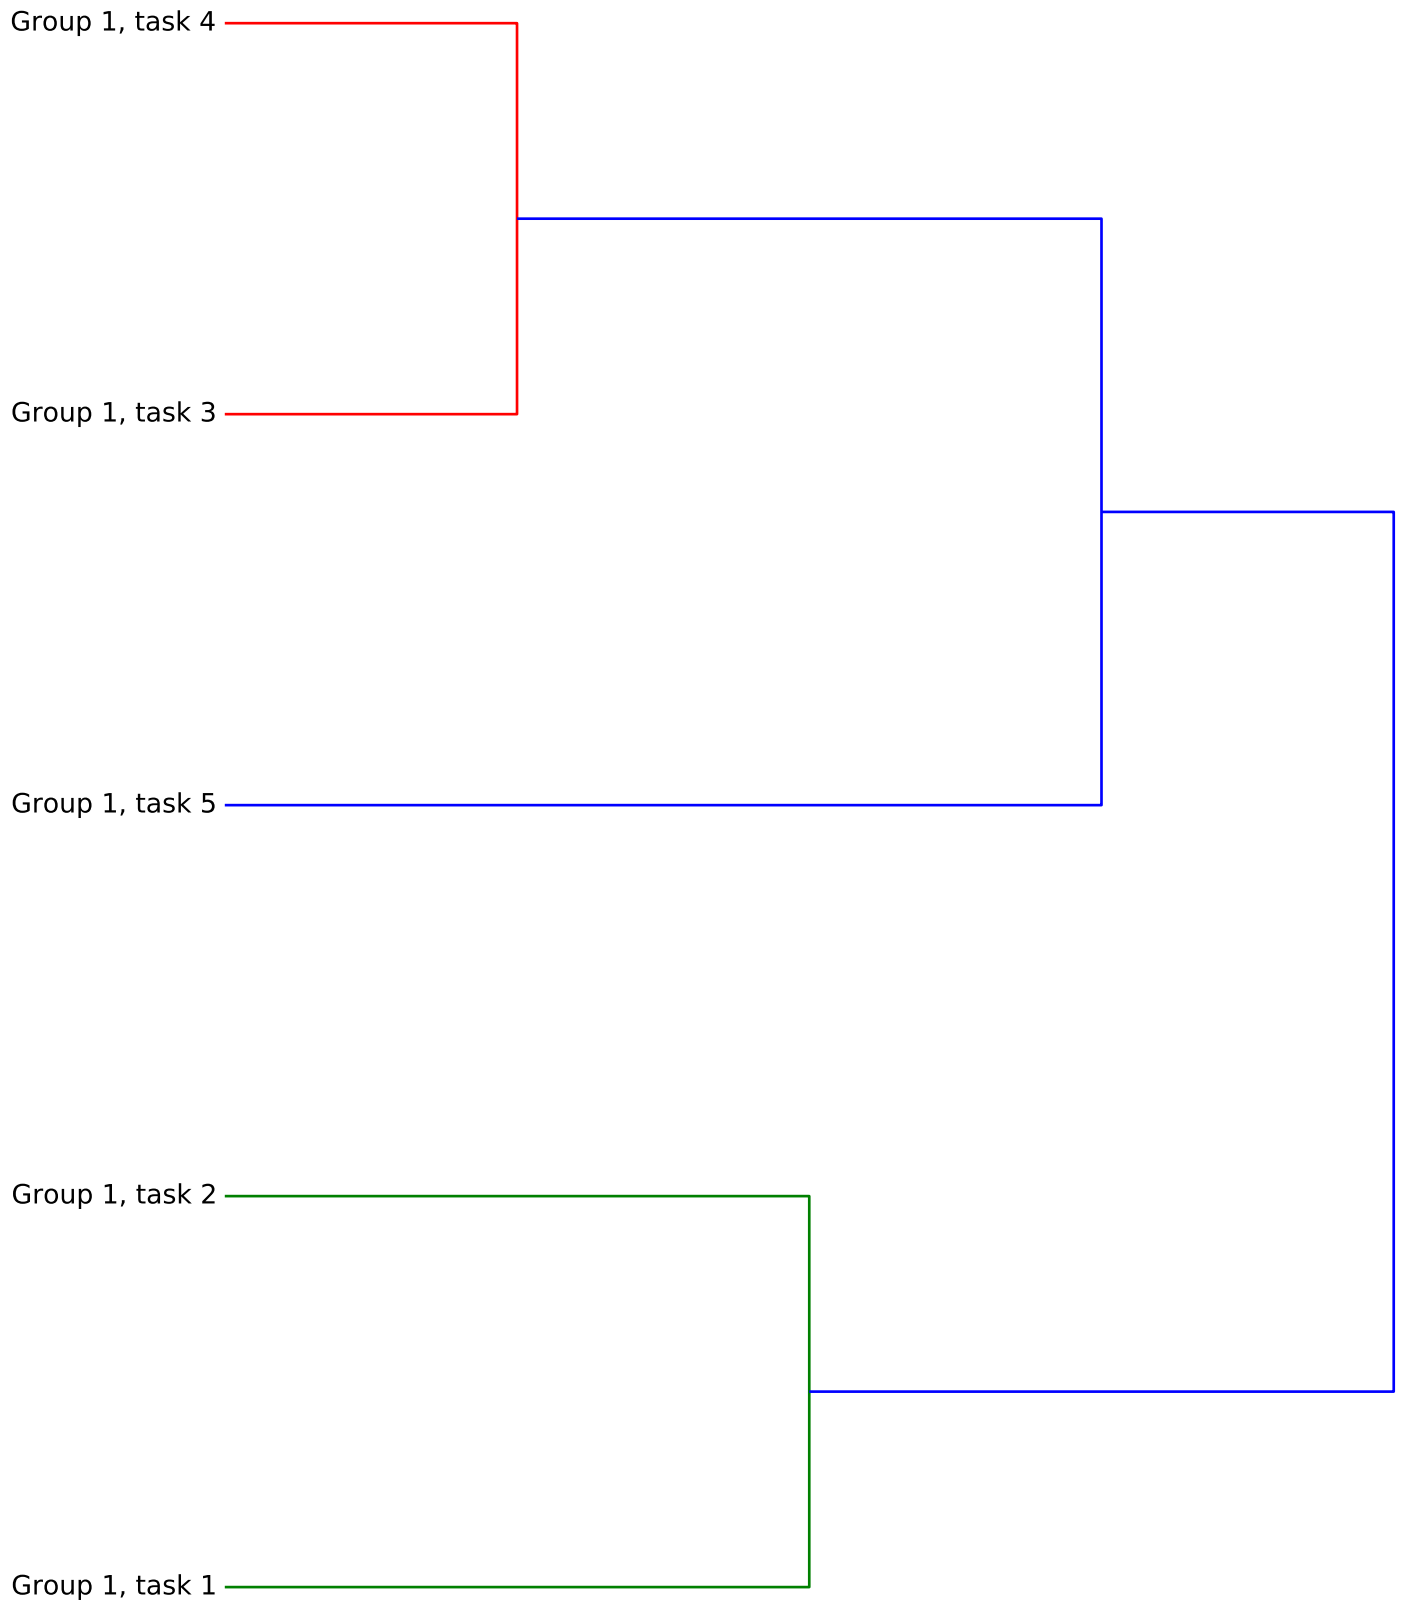 Group 1, task 4
Group 1, task 3
Group 1, task 5
Group 1, task 2
Group 1, task 1